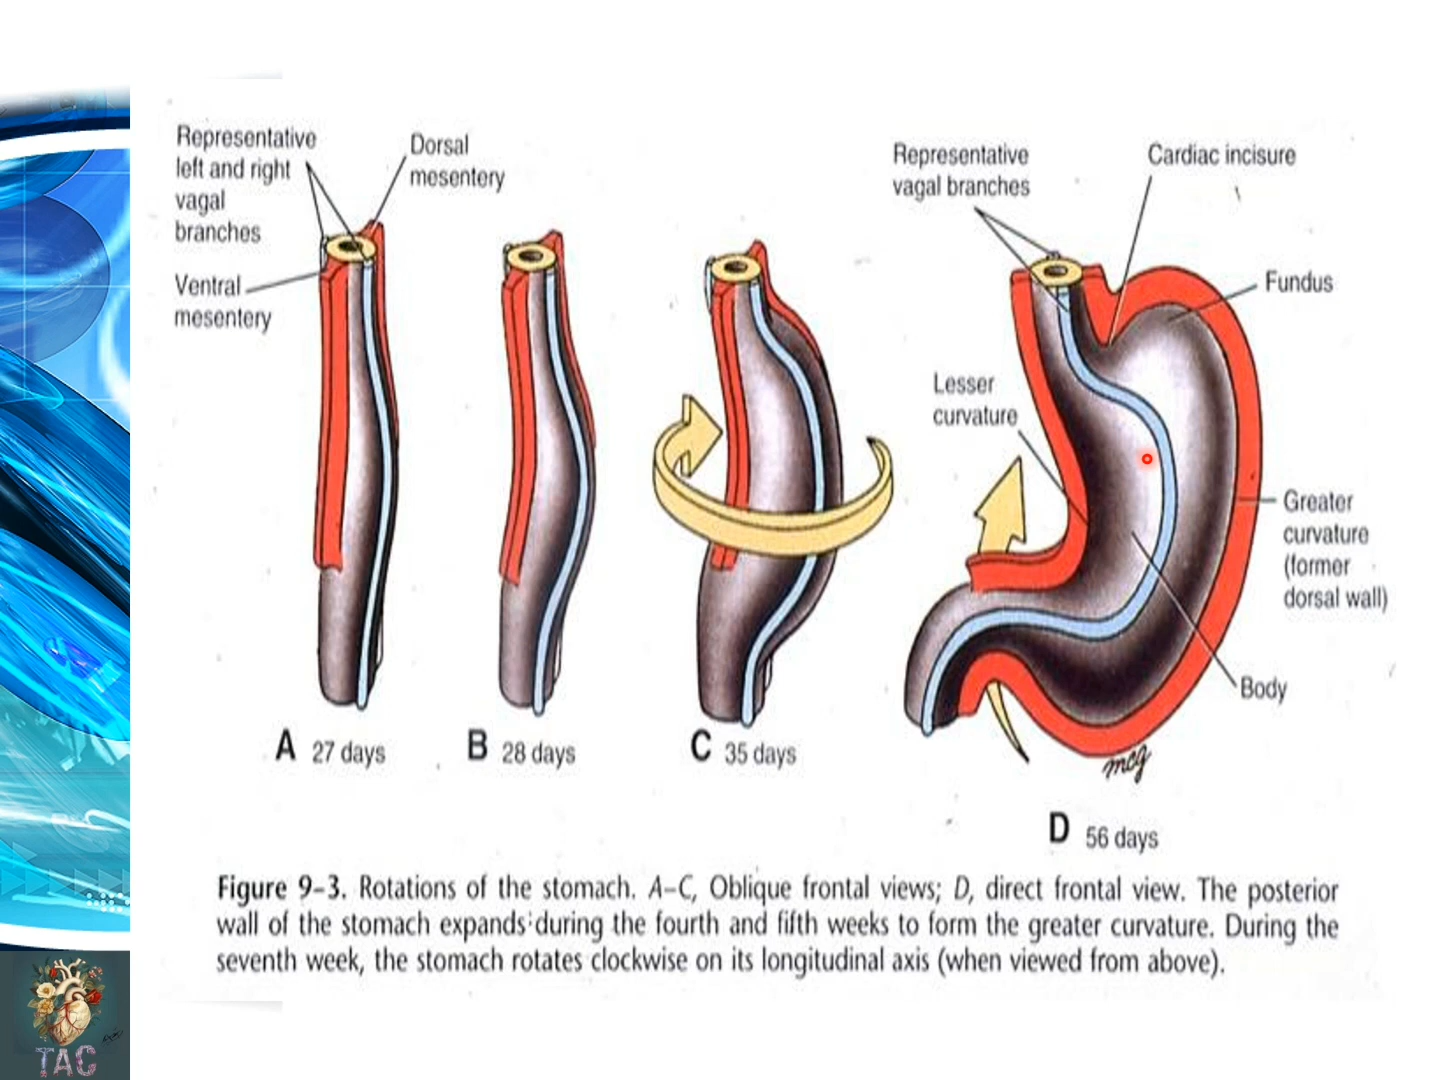 Representative
left and right
vagal
branches
Dorsal
mesentery
Ventral
mesentery
Representative
vagal branches
Cardiac incisure
Fundus
Lesser
curvature
Greater
curvature
(former
dorsal wall)
Body
mcg
A 27 days
B 28 days
C 35 days
D 56 days
Figure 9-3. Rotations of the stomach. A-C, Oblique frontal views; D, direct frontal view. The posterior
wall of the stomach expands during the fourth and fifth weeks to form the greater curvature. During the
seventh week, the stomach rotates clockwise on its longitudinal axis (when viewed from above).
TAC